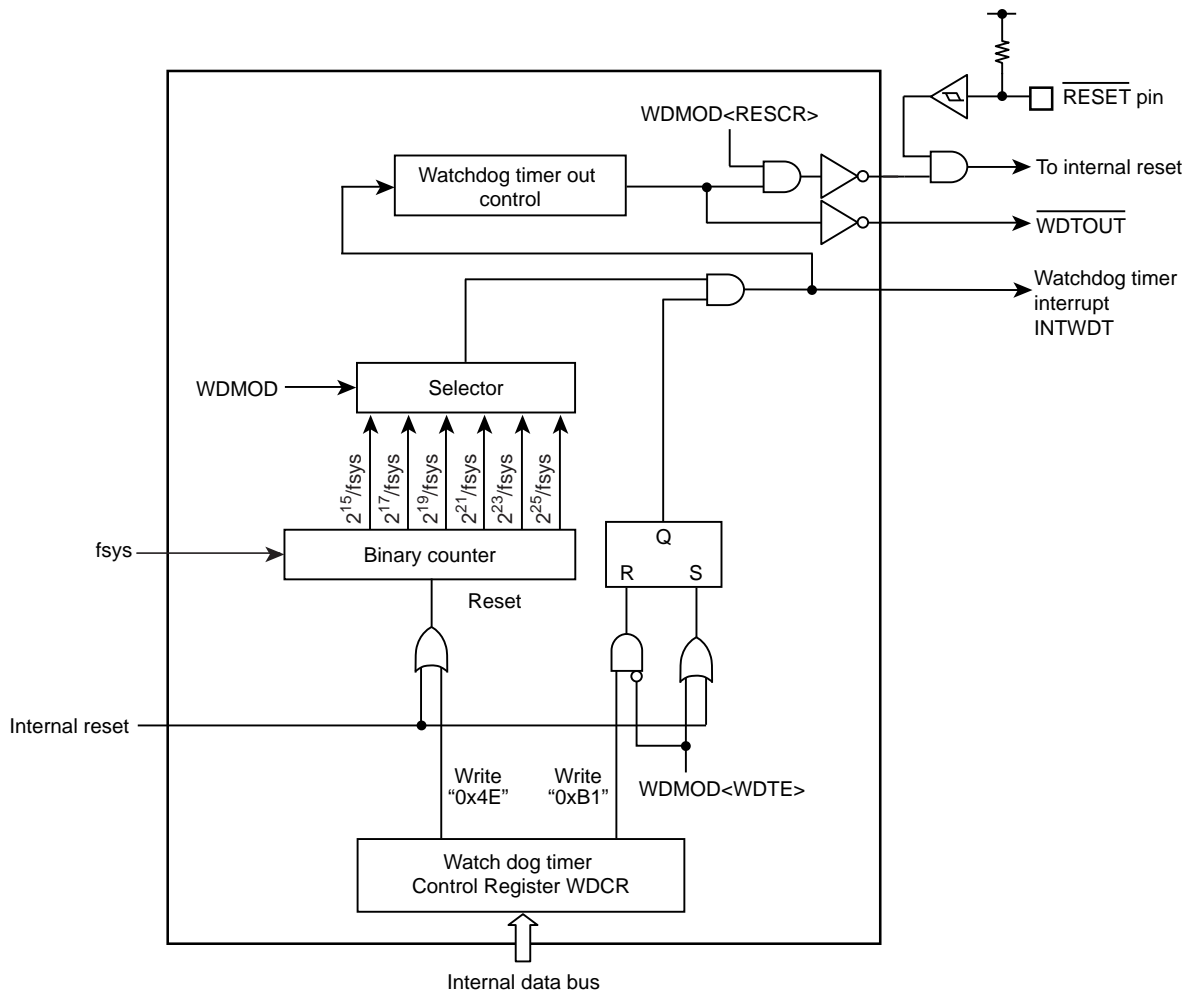 RESET pin
WDMOD<RESCR>
Watchdog timer out
control
To internal reset
WDTOUT
Watchdog timer
interrupt
INTWDT
WDMOD
Selector
2^15/fsys
2^17/fsys
2^19/fsys
2^21/fsys
2^23/fsys
2^25/fsys
fsys
Binary counter
Q
R
S
Reset
Internal reset
Write
"0x4E"
Write
"0xB1"
WDMOD<WDTE>
Watch dog timer
Control Register WDCR
Internal data bus